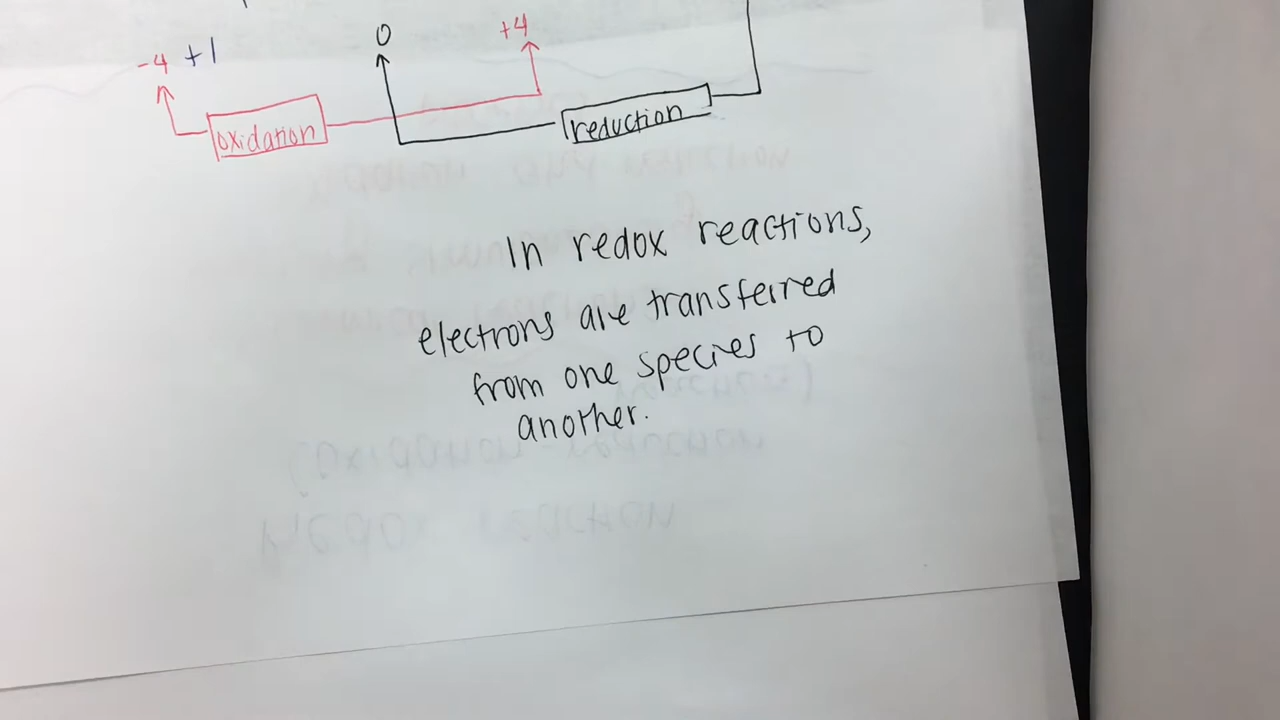 -4 +1 0 +4
oxidation reduction
In redox reactions,
electrons are transferred
from one species to
another.